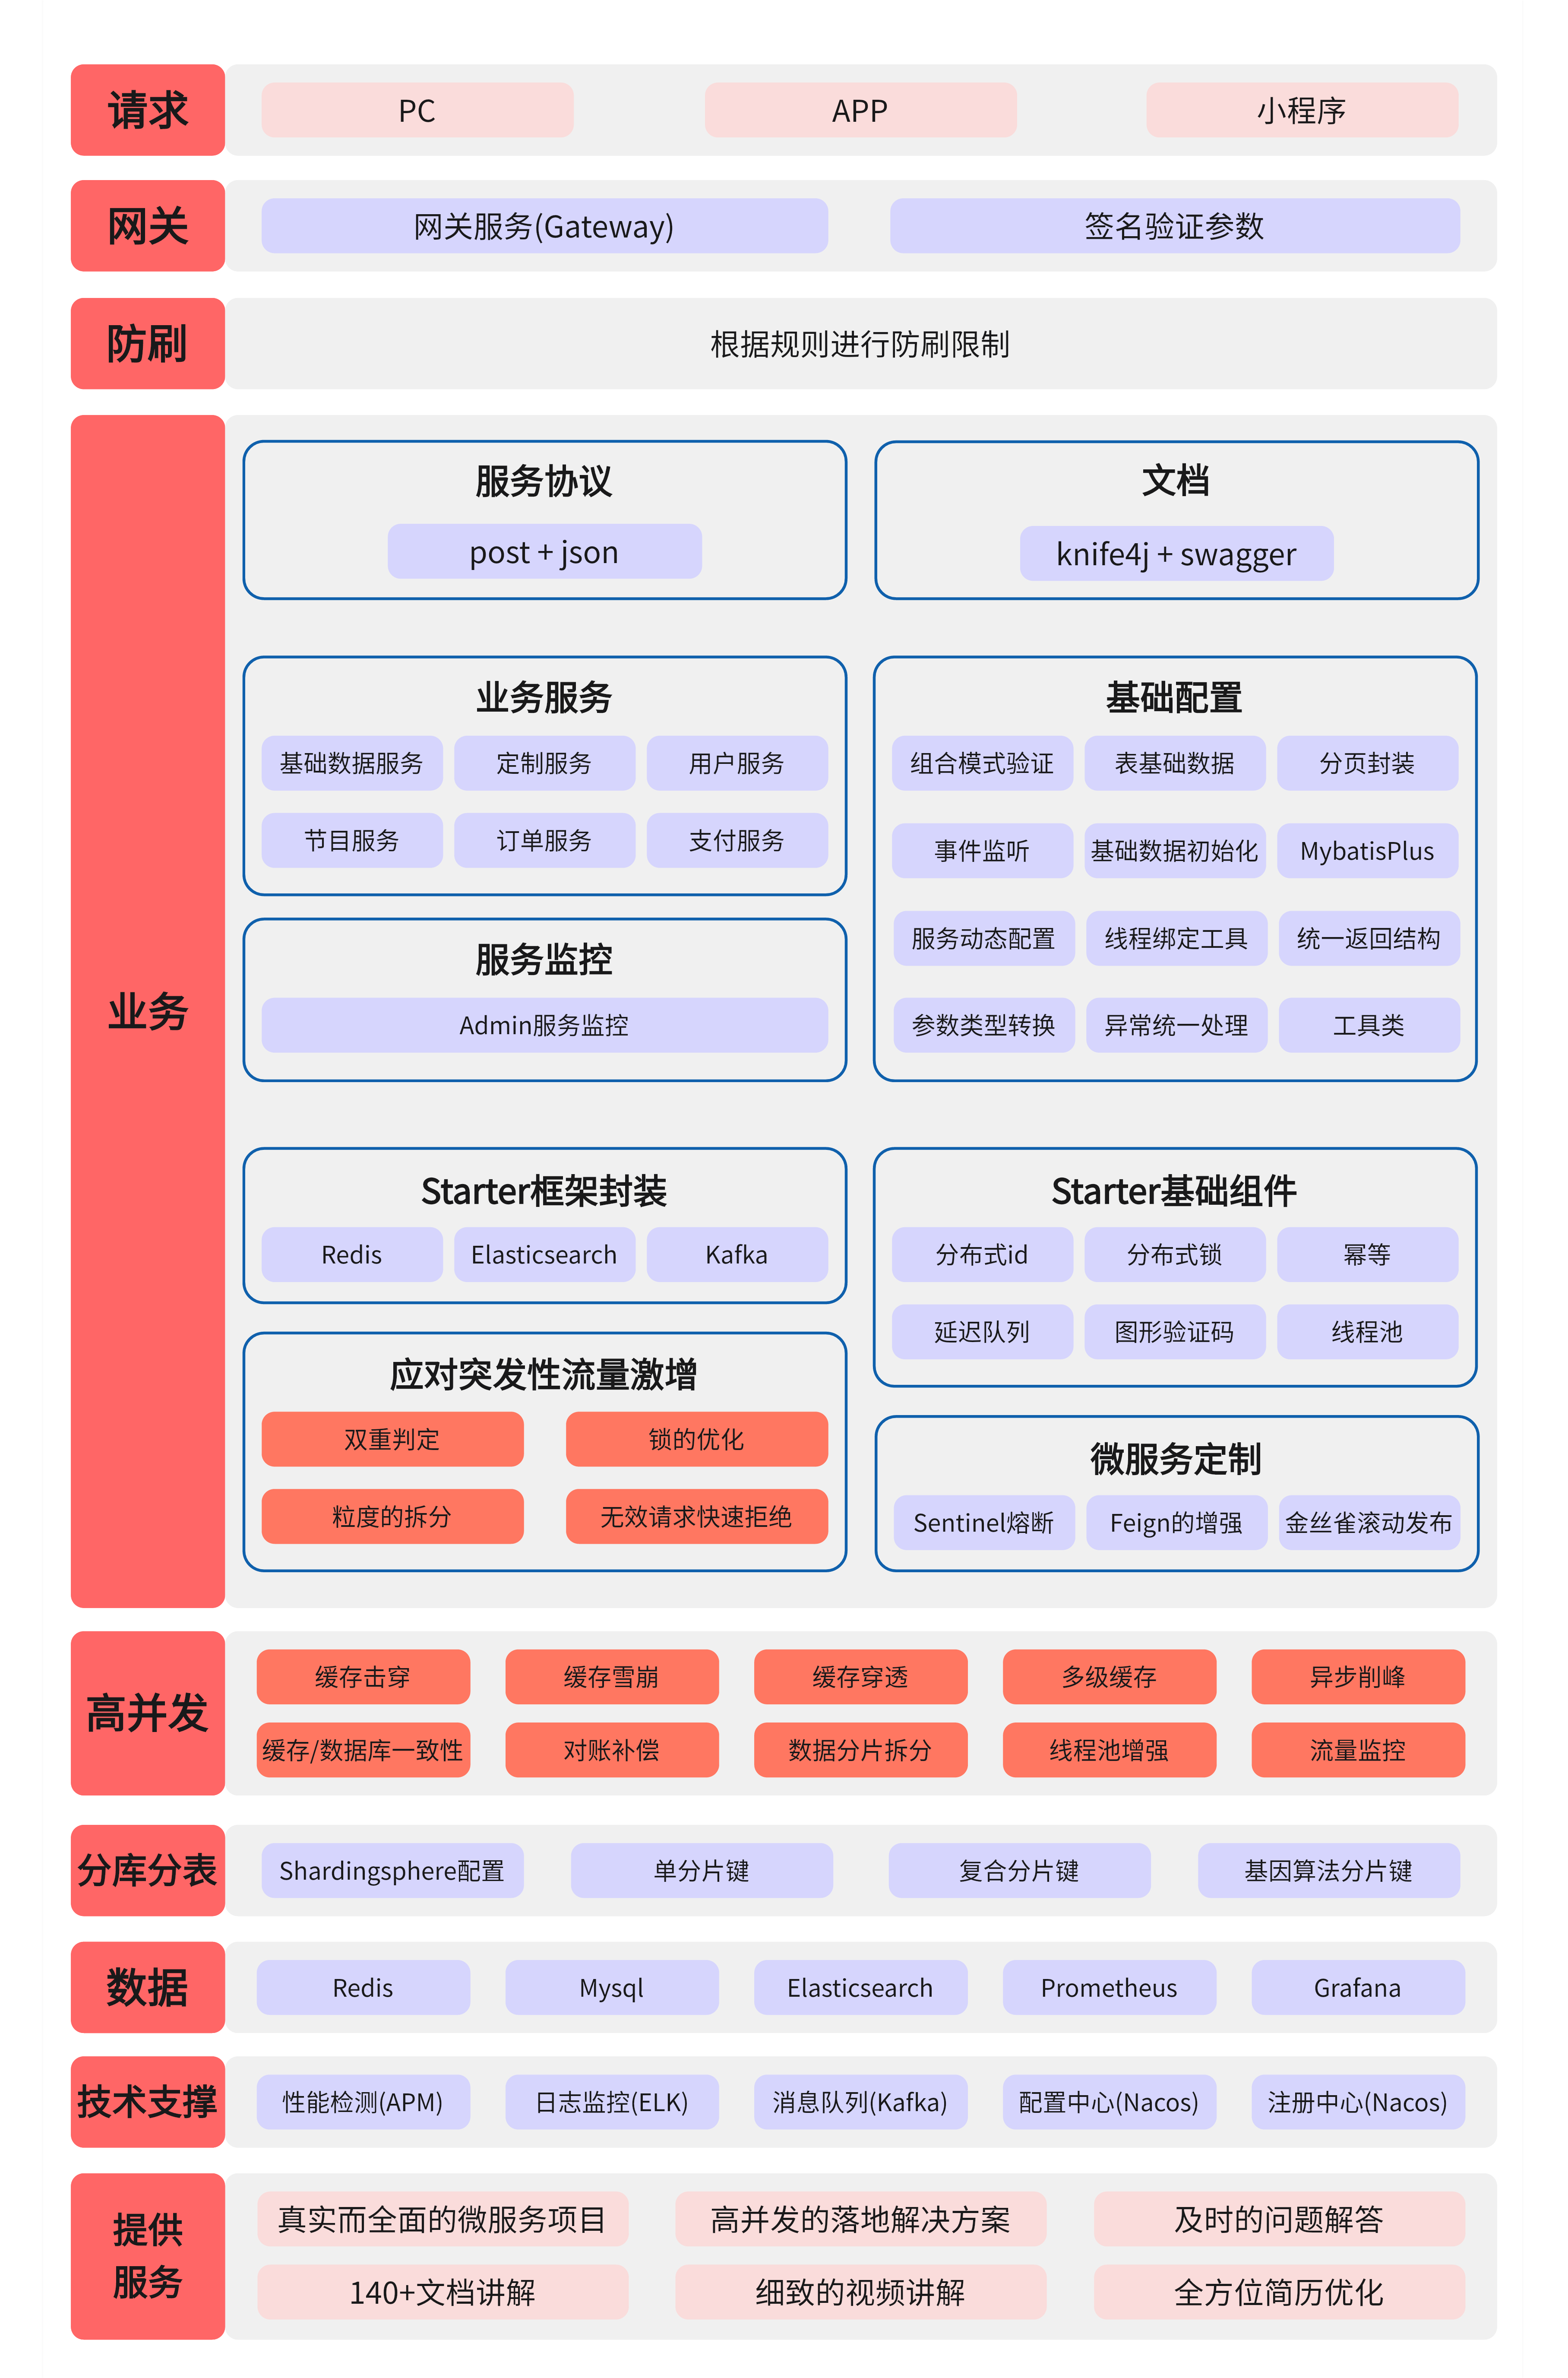 请求
PC
APP
小程序
网关
网关服务(Gateway)
签名验证参数
防刷
根据规则进行防刷限制
业务
服务协议
post + json
文档
knife4j + swagger
业务服务
基础数据服务
定制服务
用户服务
节目服务
订单服务
支付服务
服务监控
Admin服务监控
基础配置
组合模式验证
表基础数据
分页封装
事件监听
基础数据初始化
MybatisPlus
服务动态配置
线程绑定工具
统一返回结构
参数类型转换
异常统一处理
工具类
Starter框架封装
Redis
Elasticsearch
Kafka
Starter基础组件
分布式id
分布式锁
幂等
延迟队列
图形验证码
线程池
应对突发性流量激增
双重判定
锁的优化
粒度的拆分
无效请求快速拒绝
微服务定制
Sentinel熔断
Feign的增强
金丝雀滚动发布
高并发
缓存击穿
缓存雪崩
缓存穿透
多级缓存
异步削峰
缓存/数据库一致性
对账补偿
数据分片拆分
线程池增强
流量监控
分库分表
Shardingsphere配置
单分片键
复合分片键
基因算法分片键
数据
Redis
Mysql
Elasticsearch
Prometheus
Grafana
技术支撑
性能检测(APM)
日志监控(ELK)
消息队列(Kafka)
配置中心(Nacos)
注册中心(Nacos)
提供
服务
真实而全面的微服务项目
高并发的落地解决方案
及时的问题解答
140+文档讲解
细致的视频讲解
全方位简历优化